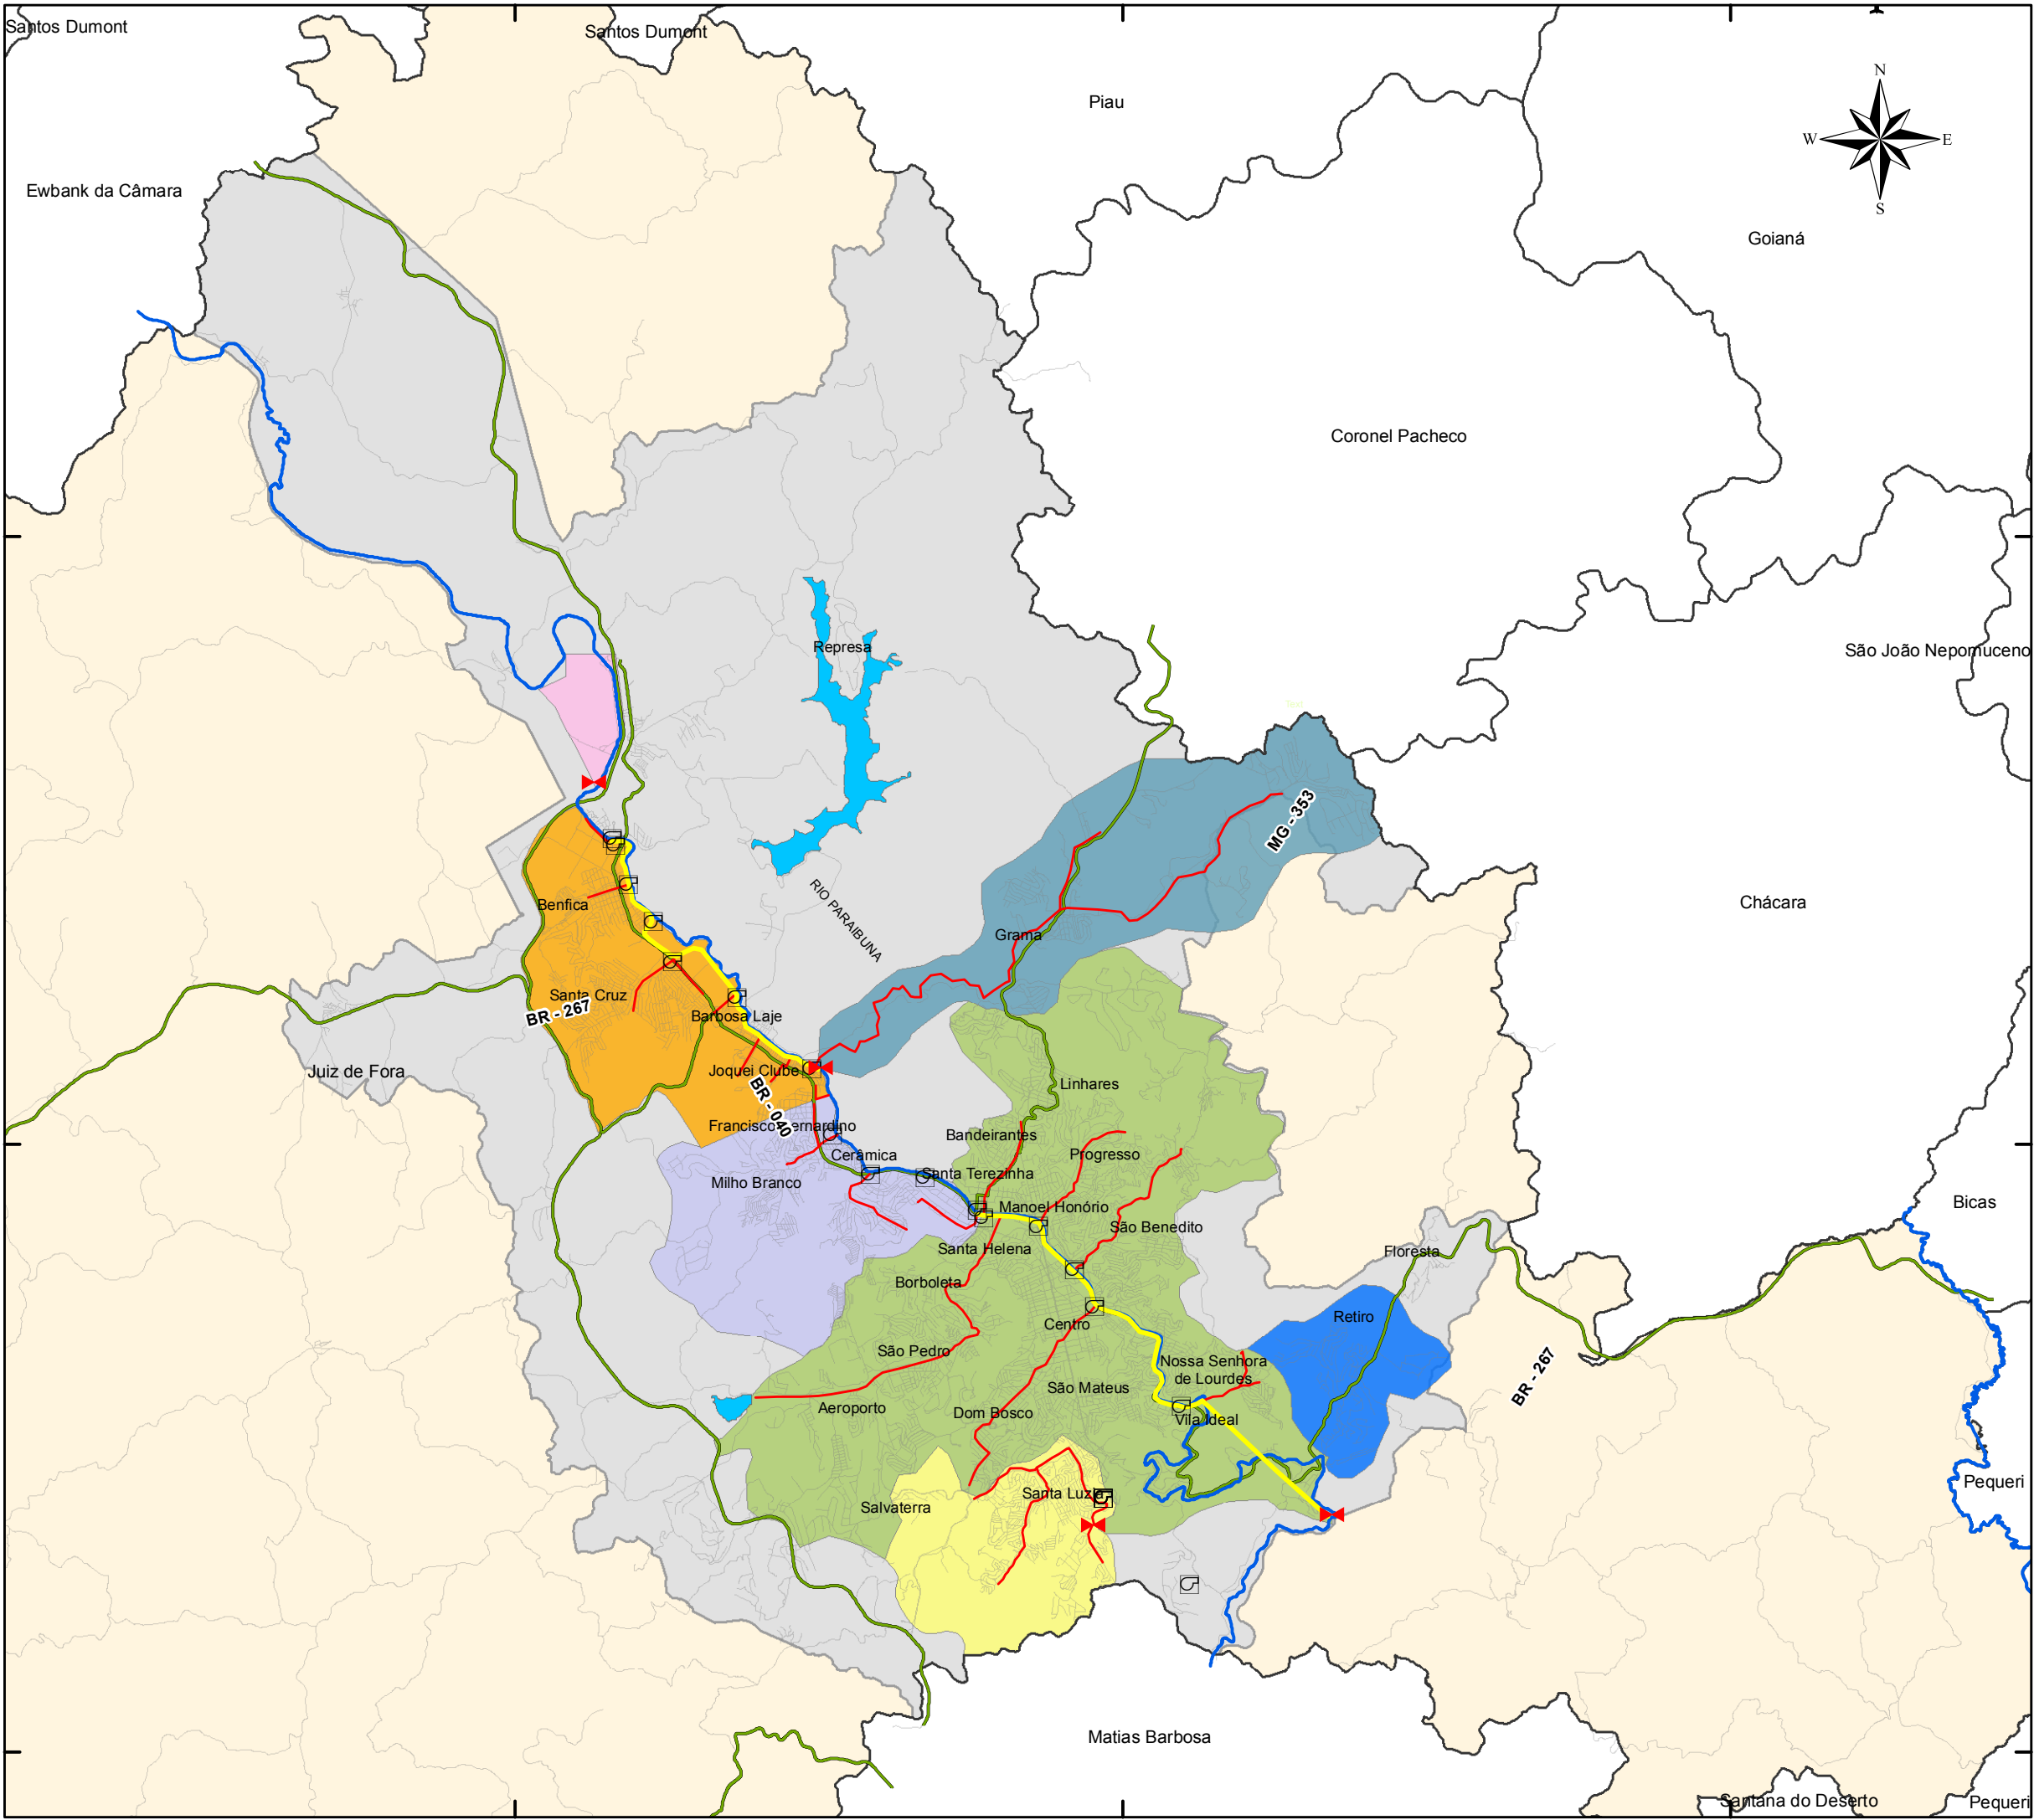 Santos Dumont
Santos Dumont
Piau
N
W
E
S
Ewbank da Câmara
Goianá
Coronel Pacheco
Represa
São João Nepomuceno
MG - 353
Benfica
RIO PARAIBUNA
Chácara
Grama
Santa Cruz
BR - 267
Barbosa Laje
Juiz de Fora
Joquei Clube
BR - 040
Linhares
Francisco Bernardino
Bandeirantes
Cerâmica
Progresso
Santa Terezinha
Milho Branco
Manoel Honório
Bicas
São Benedito
Santa Helena
Floresta
Borboleta
Retiro
Centro
São Pedro
Nossa Senhora
de Lourdes
BR - 267
São Mateus
Aeroporto
Dom Bosco
Vila Ideal
Pequeri
Santa Luzia
Salvaterra
Matias Barbosa
Santana do Deserto
Pequeri